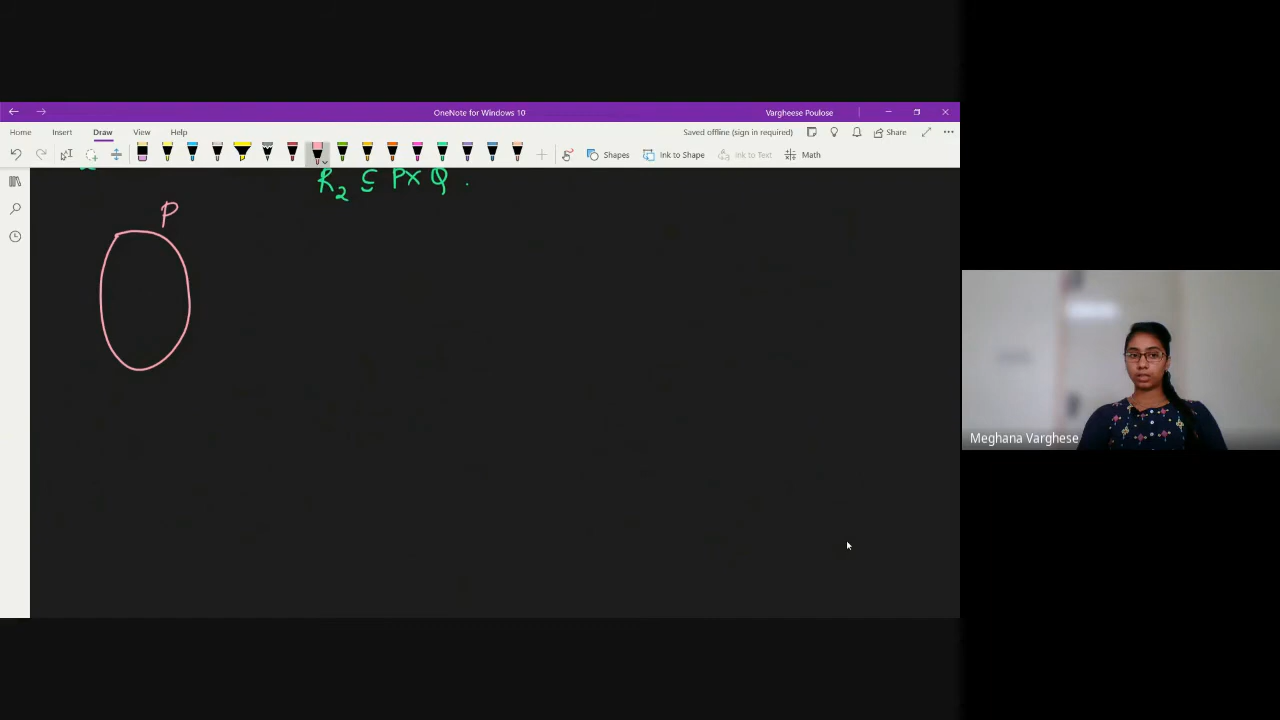 OneNote for Windows 10
Vargheese Poulose
Home Insert Draw View Help
Saved offline (sign in required)
Share
Shapes
Ink to Shape
Ink to Text
Math
R₂ ⊆ P× Q .
P
Meghana Varghese